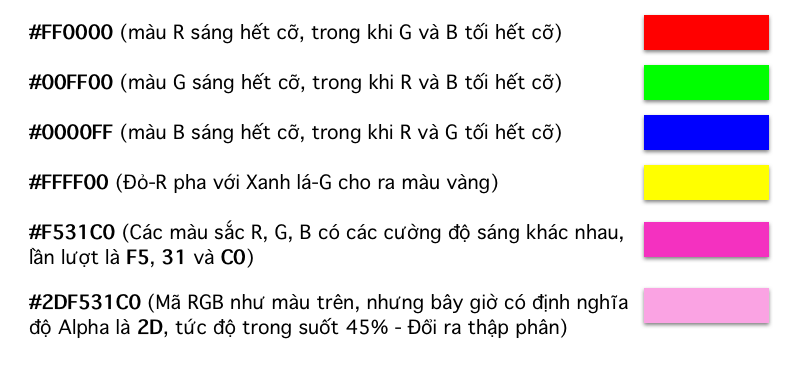 #FF0000 (màu R sáng hết cỡ, trong khi G và B tối hết cỡ)
#00FF00 (màu G sáng hết cỡ, trong khi R và B tối hết cỡ)
#0000FF (màu B sáng hết cỡ, trong khi R và G tối hết cỡ)
#FFFF00 (Đỏ-R pha với Xanh lá-G cho ra màu vàng)
#F531C0 (Các màu sắc R, G, B có các cường độ sáng khác nhau,
lần lượt là F5, 31 và C0)
#2DF531C0 (Mã RGB như màu trên, nhưng bây giờ có định nghĩa
độ Alpha là 2D, tức độ trong suốt 45% - Đổi ra thập phân)